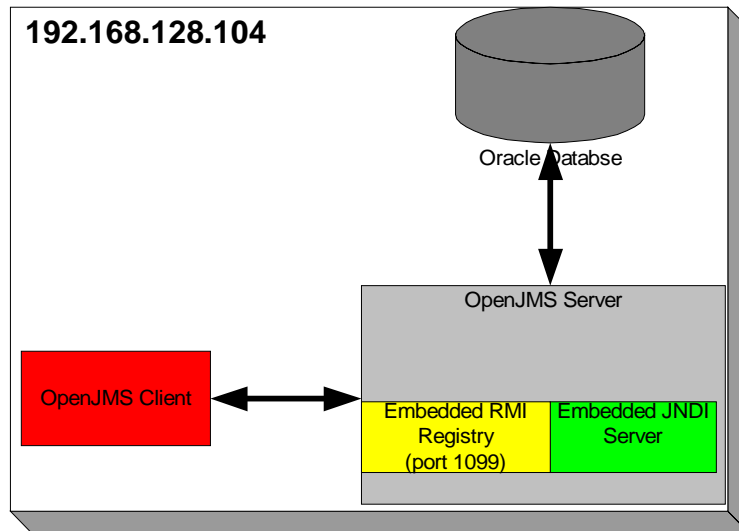 192.168.128.104
Oracle Databse
OpenJMS Server
OpenJMS Client
Embedded RMI
Registry
(port 1099)
Embedded JNDI
Server